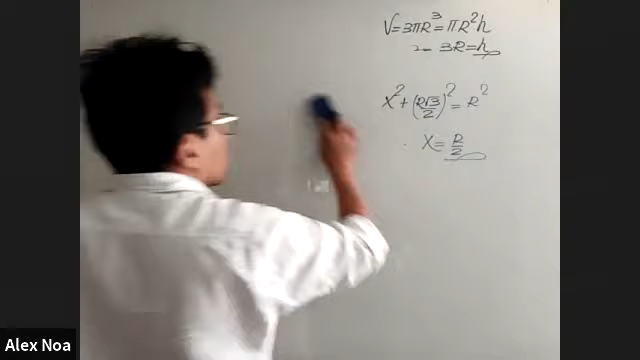 V=3πR³=πR²h
3R=h
x²+(R√3/2)²=R²
x=R/2
Alex Noa